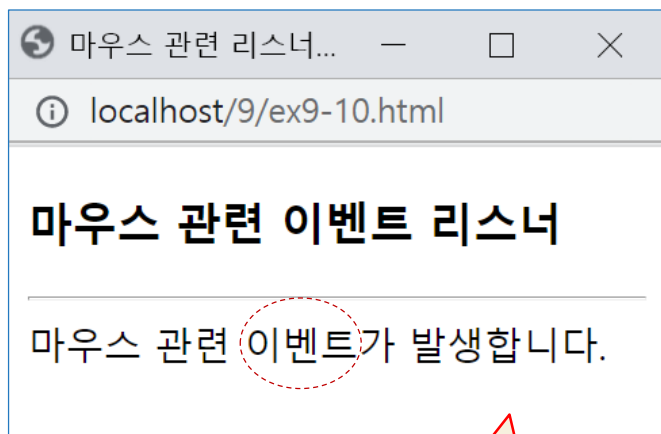 마우스 관련 리스너...
localhost/9/ex9-10.html
마우스 관련 이벤트 리스너
마우스 관련 이벤트가 발생합니다.